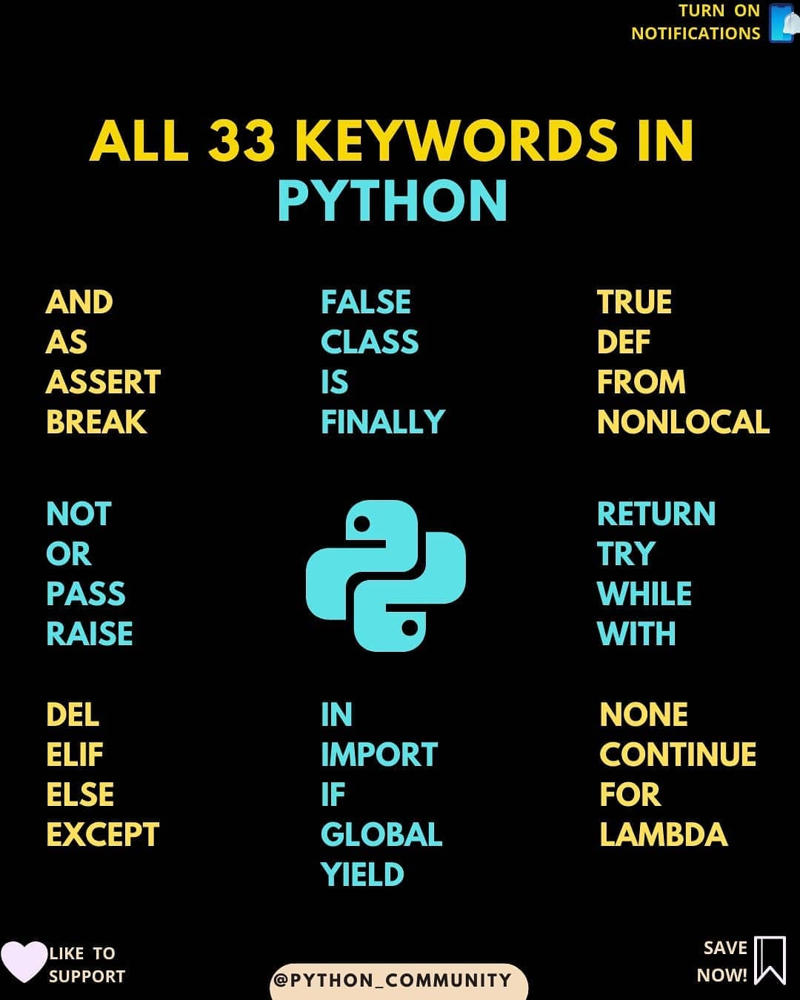 TURN ON
NOTIFICATIONS
ALL 33 KEYWORDS IN
PYTHON
AND
AS
ASSERT
BREAK
FALSE
CLASS
IS
FINALLY
TRUE
DEF
FROM
NONLOCAL
NOT
OR
PASS
RAISE
RETURN
TRY
WHILE
WITH
DEL
ELIF
ELSE
EXCEPT
IN
IMPORT
IF
GLOBAL
YIELD
NONE
CONTINUE
FOR
LAMBDA
LIKE TO
SUPPORT
@PYTHON_COMMUNITY
SAVE
NOW!